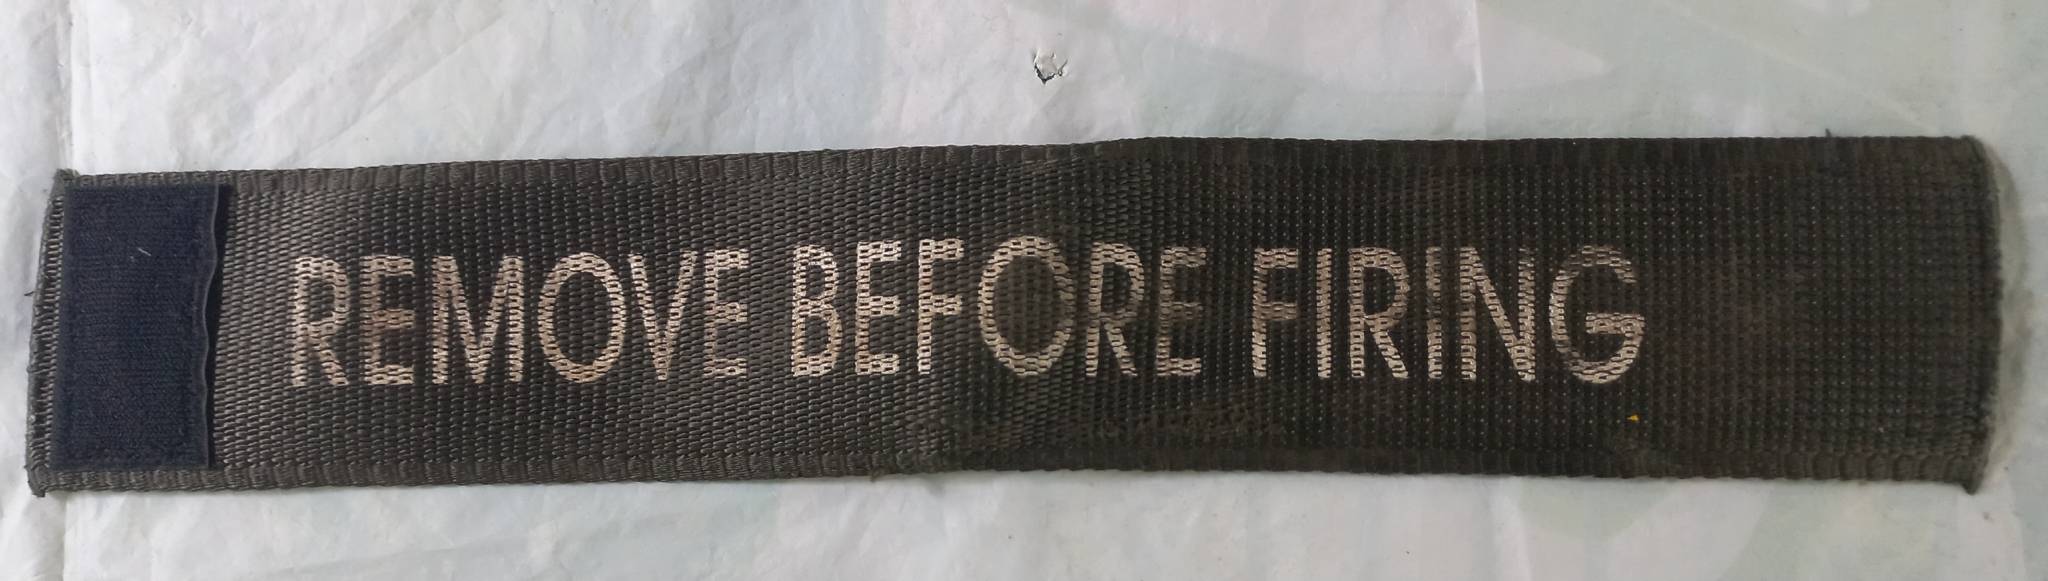 REMOVE BEFORE FIRING